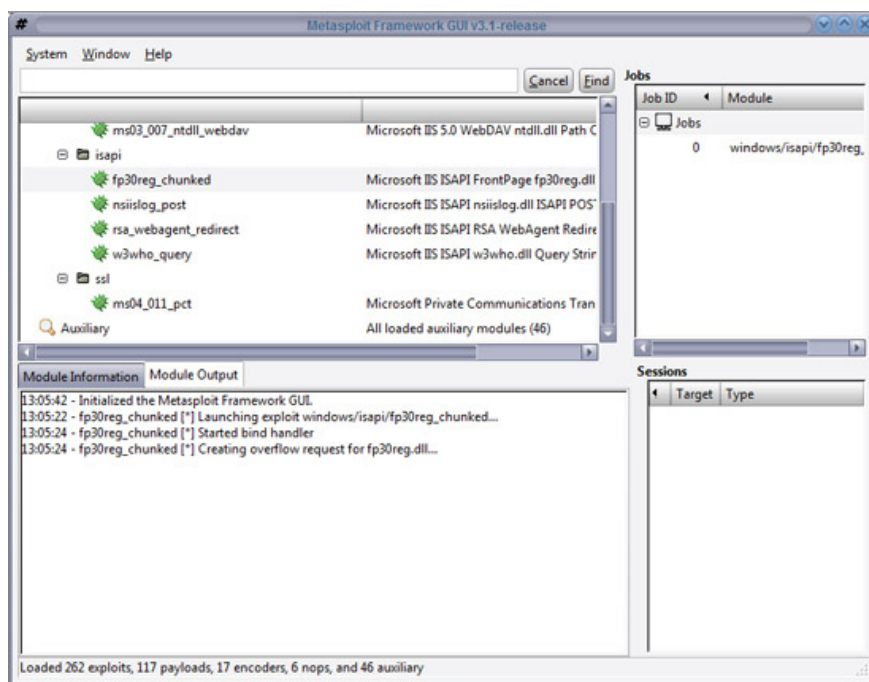 Metasploit Framework GUI v3.1-release
System Window Help
Cancel Find
ms03_007_ntdll_webdav Microsoft IIS 5.0 WebDAV ntdll.dll Path C
isapi
fp30reg_chunked Microsoft IIS ISAPI FrontPage fp30reg.dll
nsiislog_post Microsoft IIS ISAPI nsiislog.dll ISAPI POST
rsa_webagent_redirect Microsoft IIS ISAPI RSA WebAgent Redire
w3who_query Microsoft IIS ISAPI w3who.dll Query Strir
ssl
ms04_011_pct Microsoft Private Communications Tran
Auxiliary All loaded auxiliary modules (46)
Jobs
Job ID Module
Jobs
0 windows/isapi/fp30reg_
Module Information Module Output
13:05:42 - Initialized the Metasploit Framework GUI.
13:05:22 - fp30reg_chunked [*] Launching exploit windows/isapi/fp30reg_chunked...
13:05:24 - fp30reg_chunked [*] Started bind handler
13:05:24 - fp30reg_chunked [*] Creating overflow request for fp30reg.dll...
Sessions
Target Type
Loaded 262 exploits, 117 payloads, 17 encoders, 6 nops, and 46 auxiliary